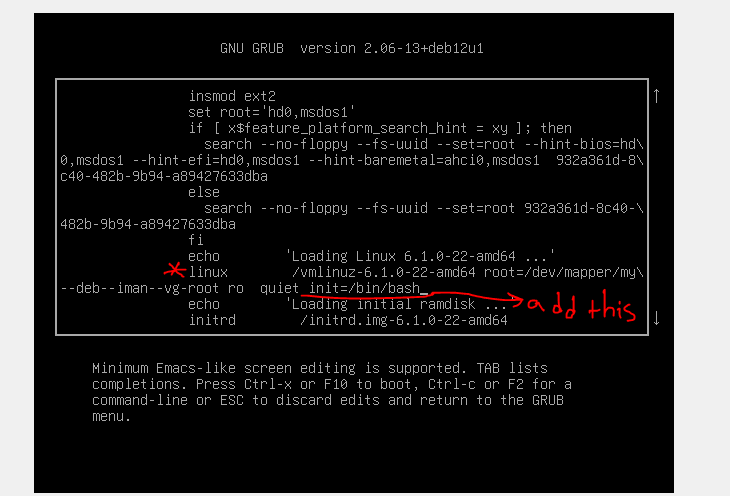 GNU GRUB  version 2.06-13+deb12u1
insmod ext2
set root='hd0,msdos1'
if [ x$feature_platform_search_hint = xy ]; then
search --no-floppy --fs-uuid --set=root --hint-bios=hd\
0,msdos1 --hint-efi=hd0,msdos1 --hint-baremetal=ahci0,msdos1  932a361d-8\
c40-482b-9b94-a89427633dba
else
search --no-floppy --fs-uuid --set=root 932a361d-8c40-\
482b-9b94-a89427633dba
fi
echo        'Loading Linux 6.1.0-22-amd64 ...'
* linux        /vmlinuz-6.1.0-22-amd64 root=/dev/mapper/my\
--deb--iman--vg-root ro  quiet init=/bin/bash_
echo        'Loading initial ramdisk ...' add this
initrd        /initrd.img-6.1.0-22-amd64
Minimum Emacs-like screen editing is supported. TAB lists
completions. Press Ctrl-x or F10 to boot, Ctrl-c or F2 for a
command-line or ESC to discard edits and return to the GRUB
menu.